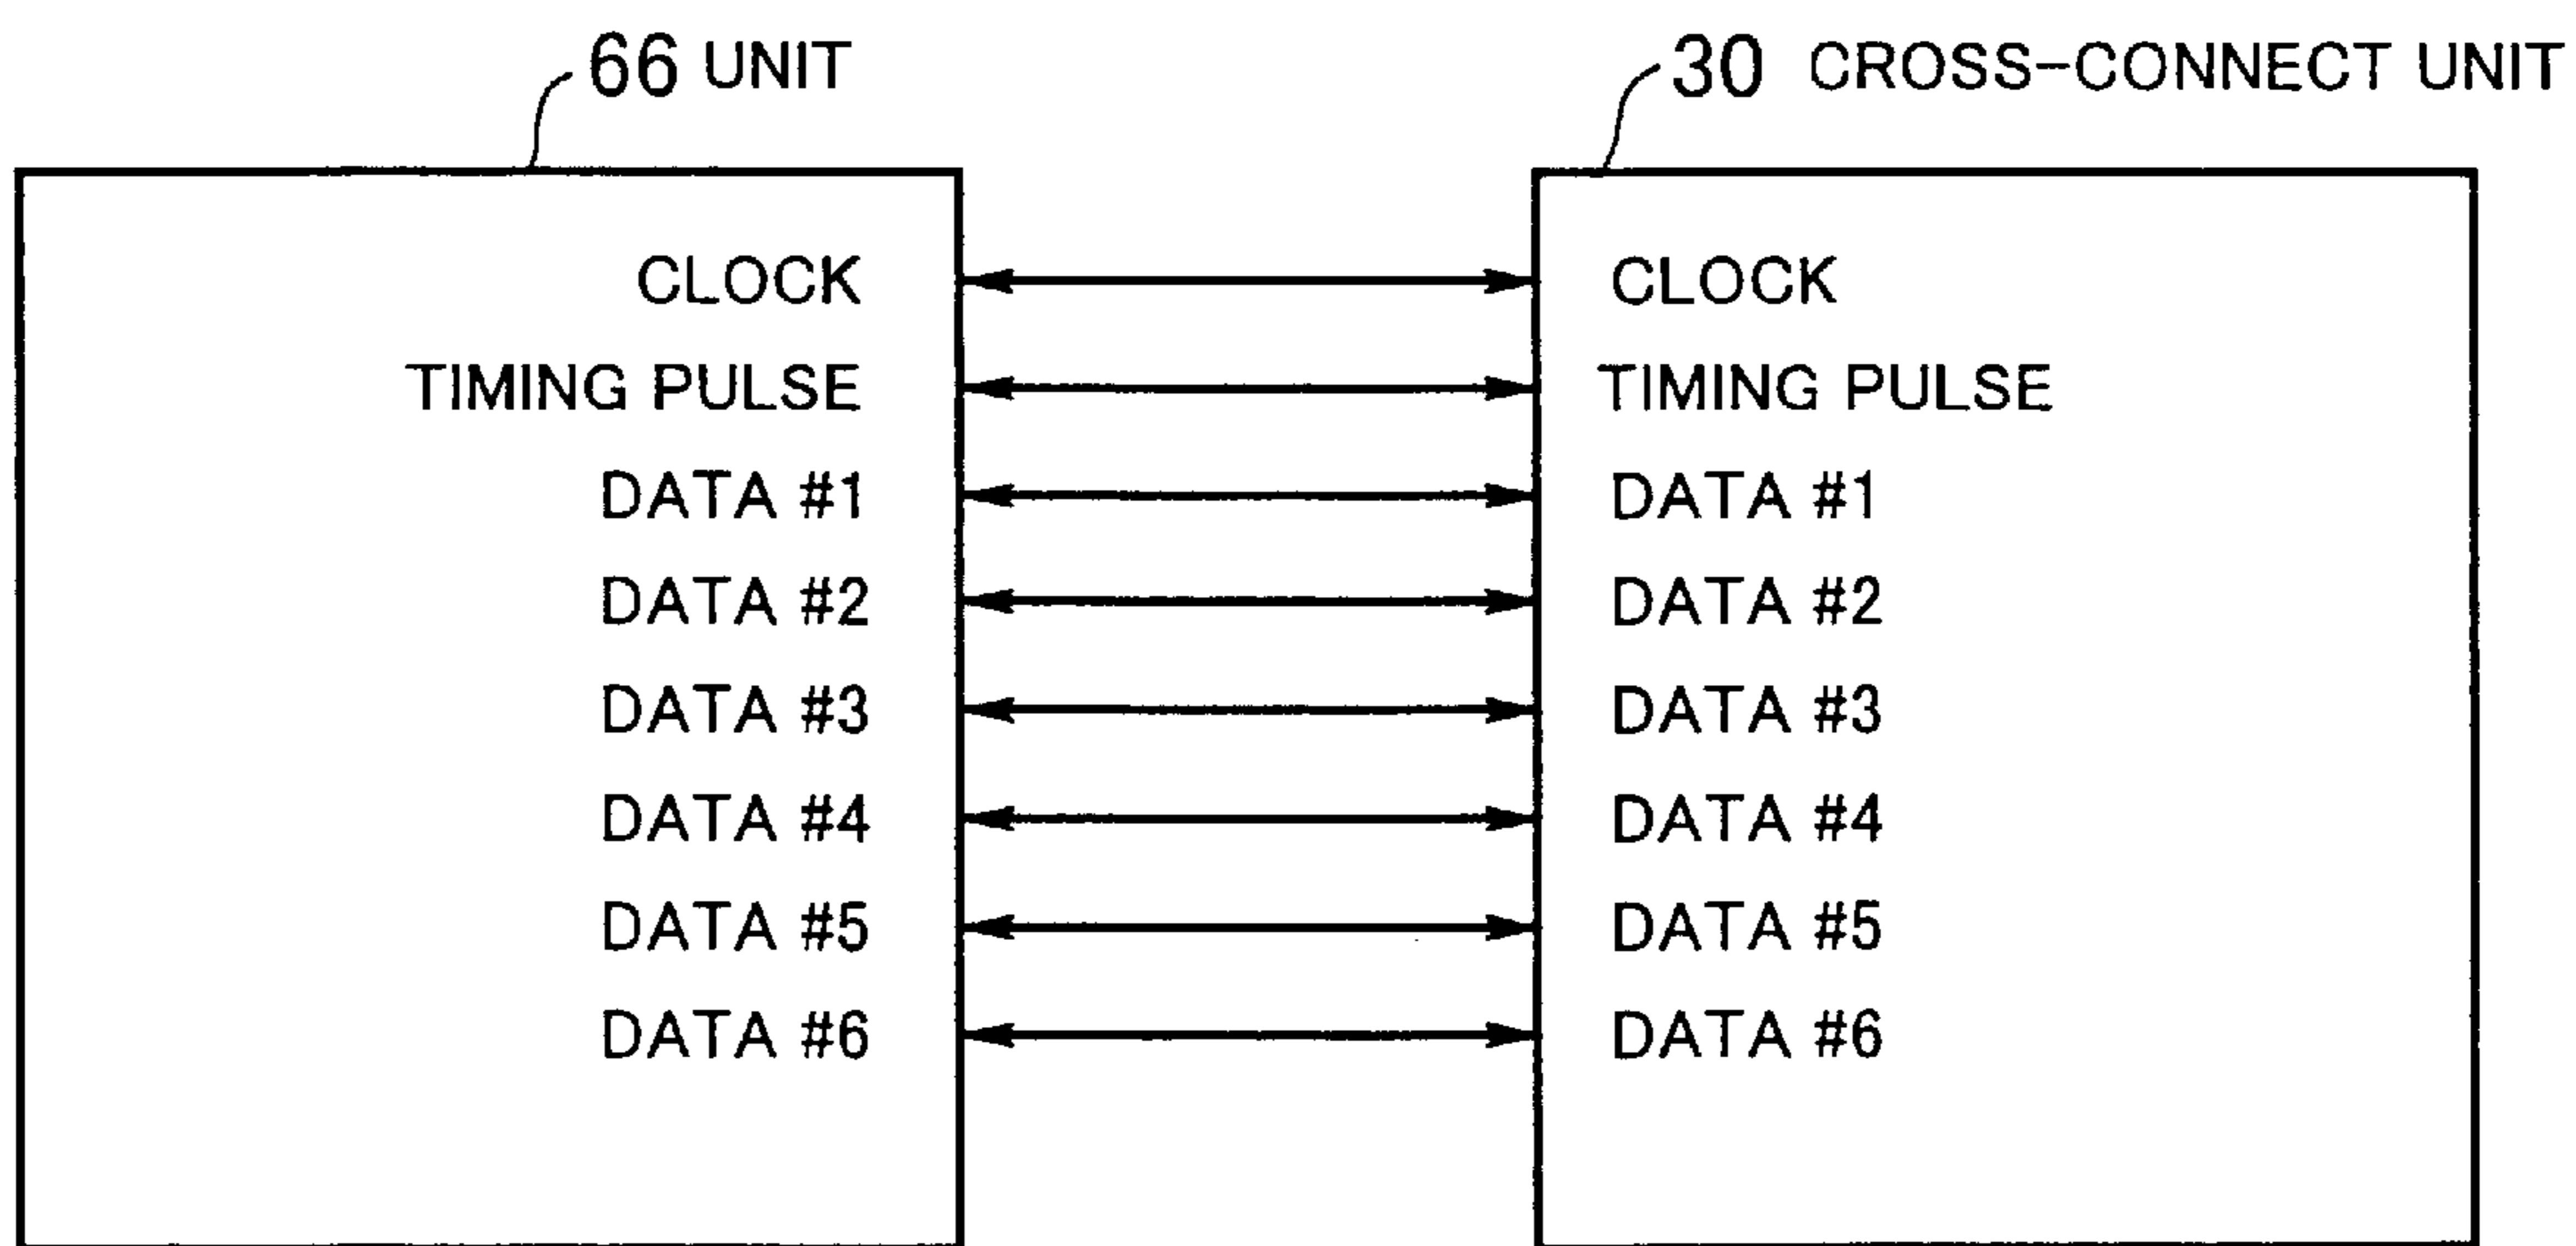 66 UNIT
30 CROSS-CONNECT UNIT
CLOCK
CLOCK
TIMING PULSE
TIMING PULSE
DATA #1
DATA #1
DATA #2
DATA #2
DATA #3
DATA #3
DATA #4
DATA #4
DATA #5
DATA #5
DATA #6
DATA #6